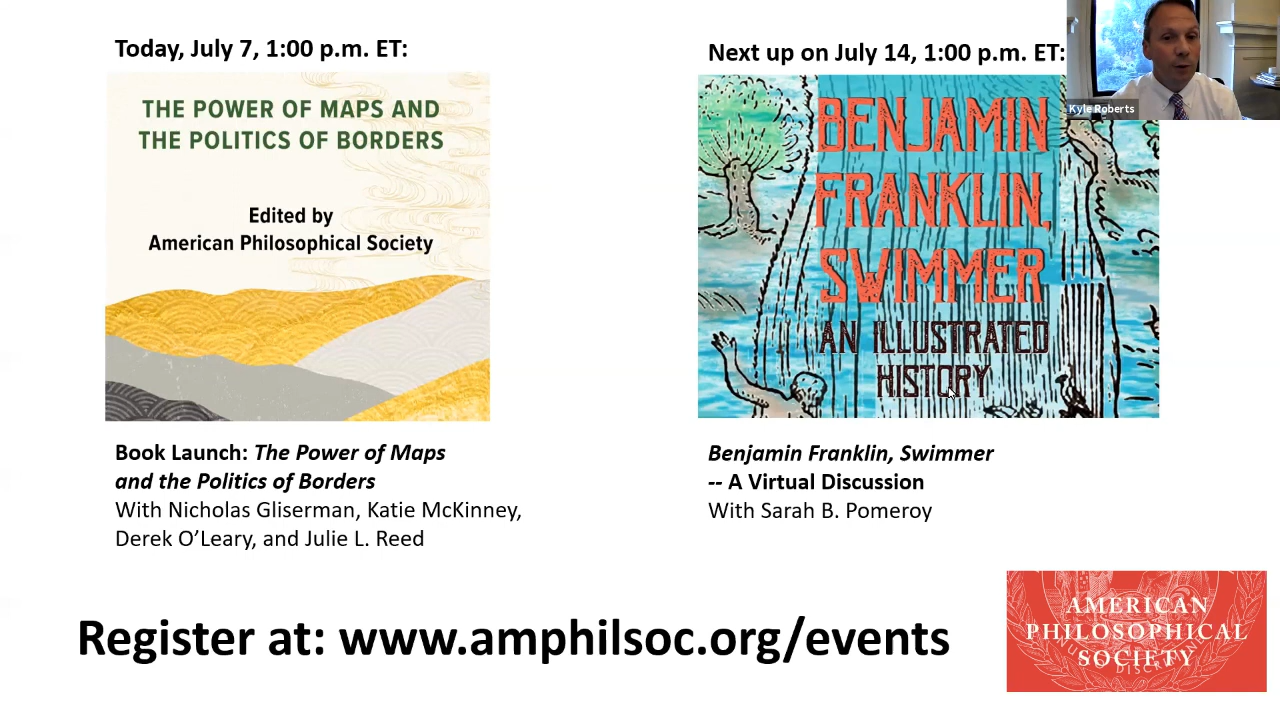 Today, July 7, 1:00 p.m. ET:
THE POWER OF MAPS AND
THE POLITICS OF BORDERS
Edited by
American Philosophical Society
Book Launch: The Power of Maps
and the Politics of Borders
With Nicholas Gliserman, Katie McKinney,
Derek O’Leary, and Julie L. Reed
Next up on July 14, 1:00 p.m. ET:
Kyle Roberts
BENJAMIN
FRANKLIN,
SWIMMER
AN ILLUSTRATED
HISTORY
Benjamin Franklin, Swimmer
-- A Virtual Discussion
With Sarah B. Pomeroy
Register at: www.amphilsoc.org/events
AMERICAN
PHILOSOPHICAL
SOCIETY